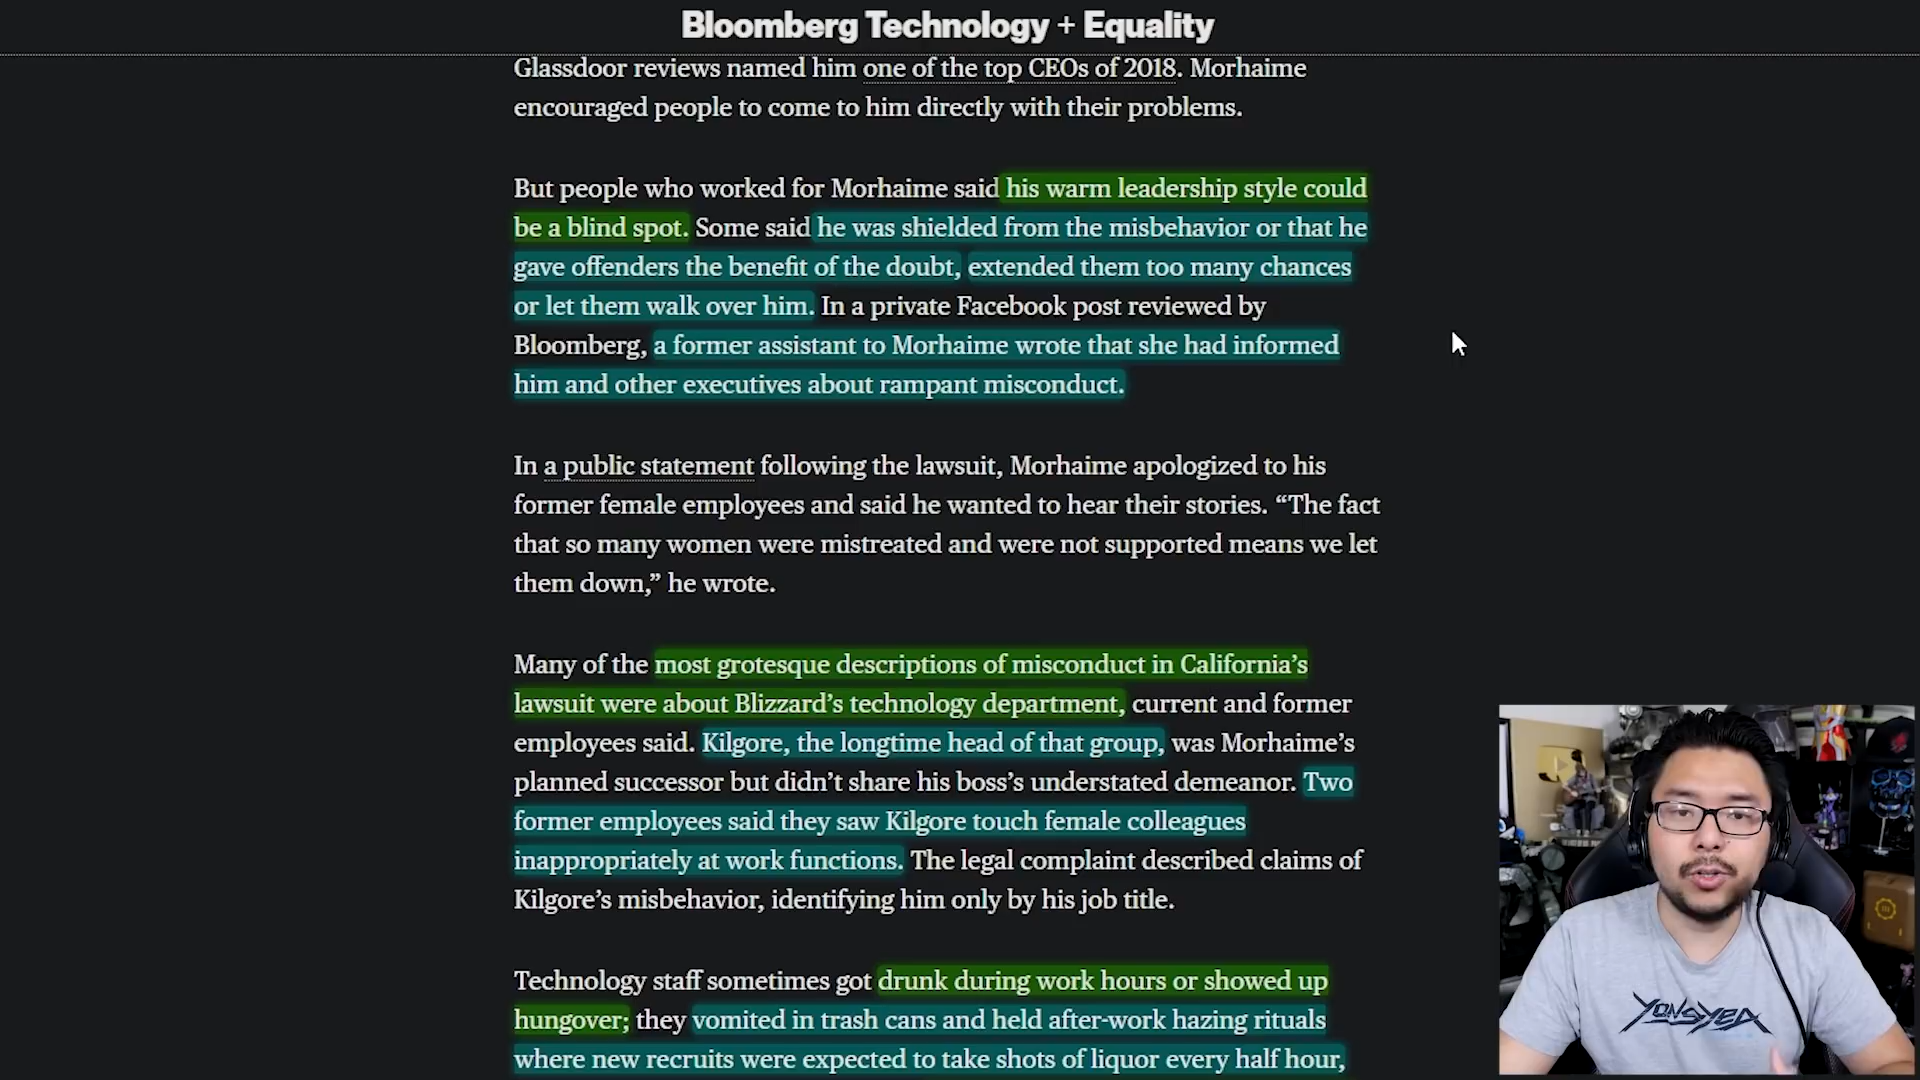 Bloomberg Technology + Equality
Glassdoor reviews named him one of the top CEOs of 2018. Morhaime
encouraged people to come to him directly with their problems.
But people who worked for Morhaime said his warm leadership style could
be a blind spot. Some said he was shielded from the misbehavior or that he
gave offenders the benefit of the doubt, extended them too many chances
or let them walk over him. In a private Facebook post reviewed by
Bloomberg, a former assistant to Morhaime wrote that she had informed
him and other executives about rampant misconduct.
In a public statement following the lawsuit, Morhaime apologized to his
former female employees and said he wanted to hear their stories. “The fact
that so many women were mistreated and were not supported means we let
them down,” he wrote.
Many of the most grotesque descriptions of misconduct in California’s
lawsuit were about Blizzard’s technology department, current and former
employees said. Kilgore, the longtime head of that group, was Morhaime’s
planned successor but didn’t share his boss’s understated demeanor. Two
former employees said they saw Kilgore touch female colleagues
inappropriately at work functions. The legal complaint described claims of
Kilgore’s misbehavior, identifying him only by his job title.
Technology staff sometimes got drunk during work hours or showed up
hungover; they vomited in trash cans and held after-work hazing rituals
where new recruits were expected to take shots of liquor every half hour,
YONGYEA